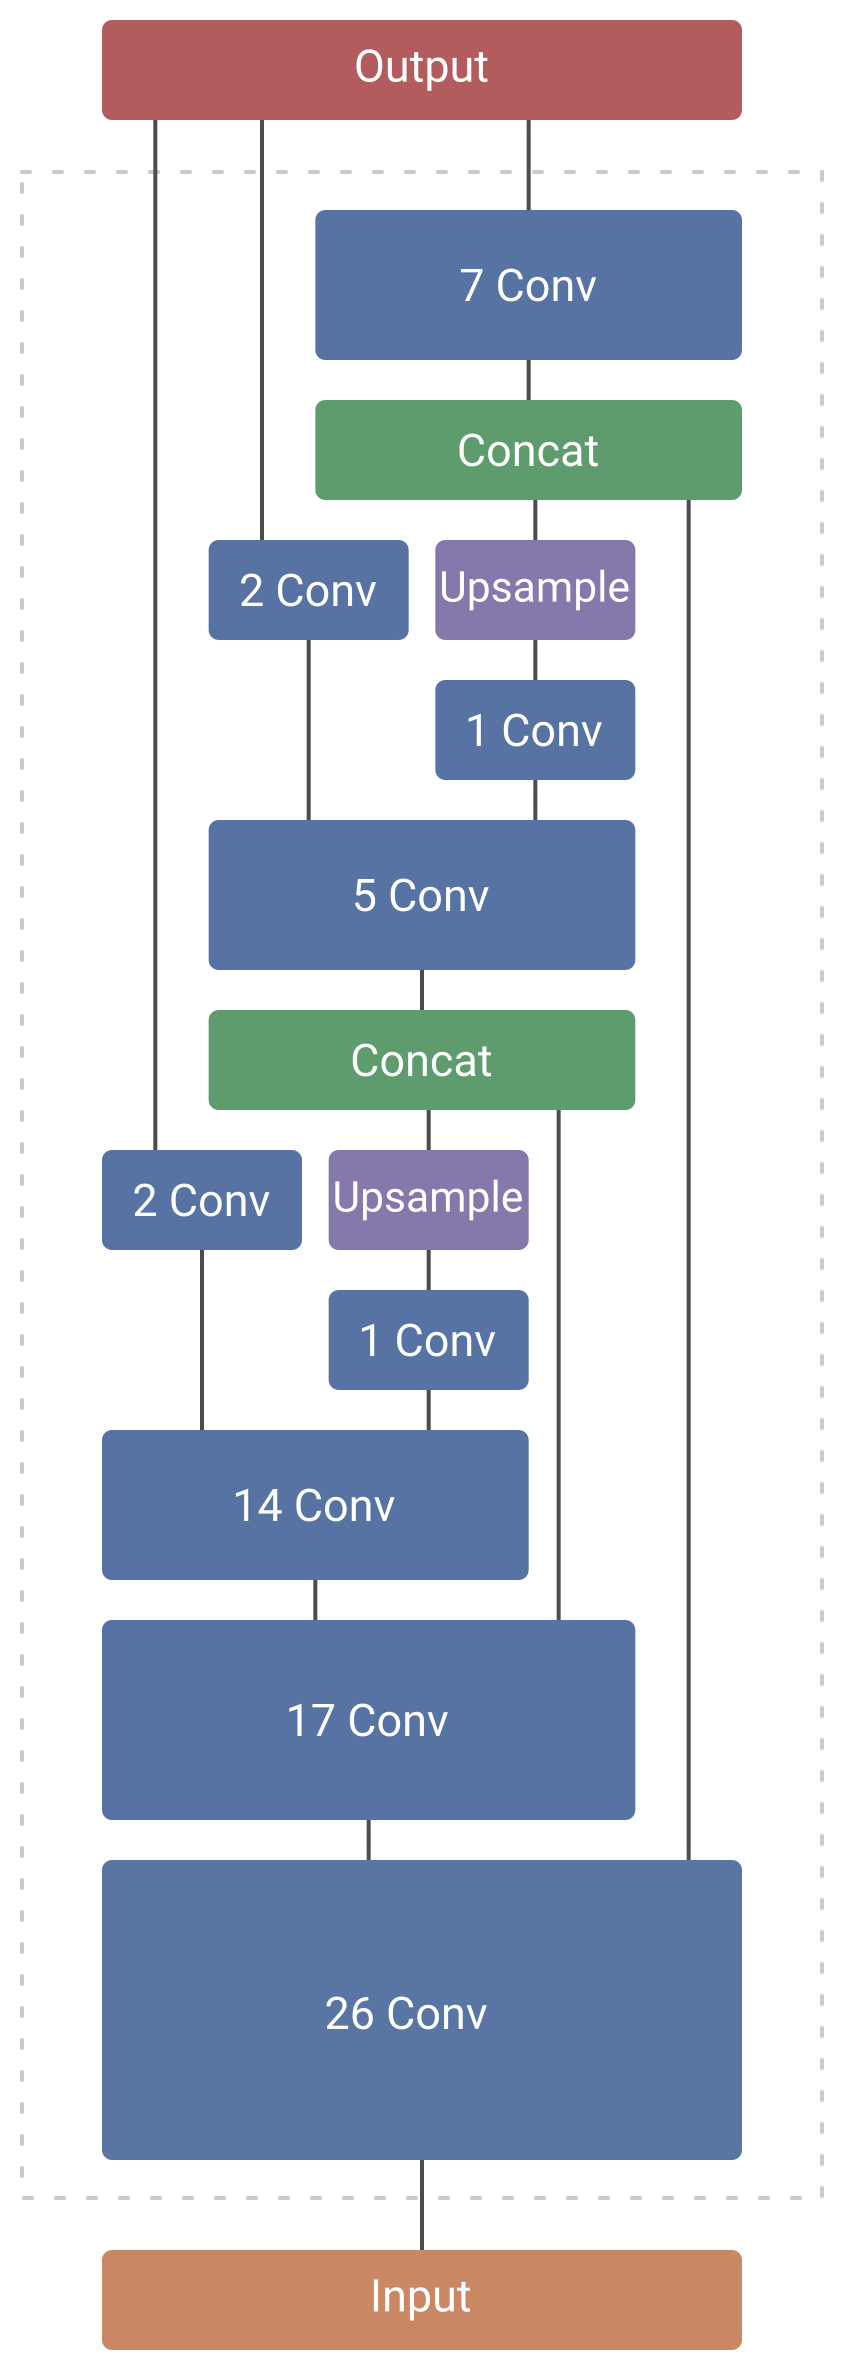 Output
7 Conv
Concat
2 Conv
Upsample
1 Conv
5 Conv
Concat
2 Conv
Upsample
1 Conv
14 Conv
17 Conv
26 Conv
Input